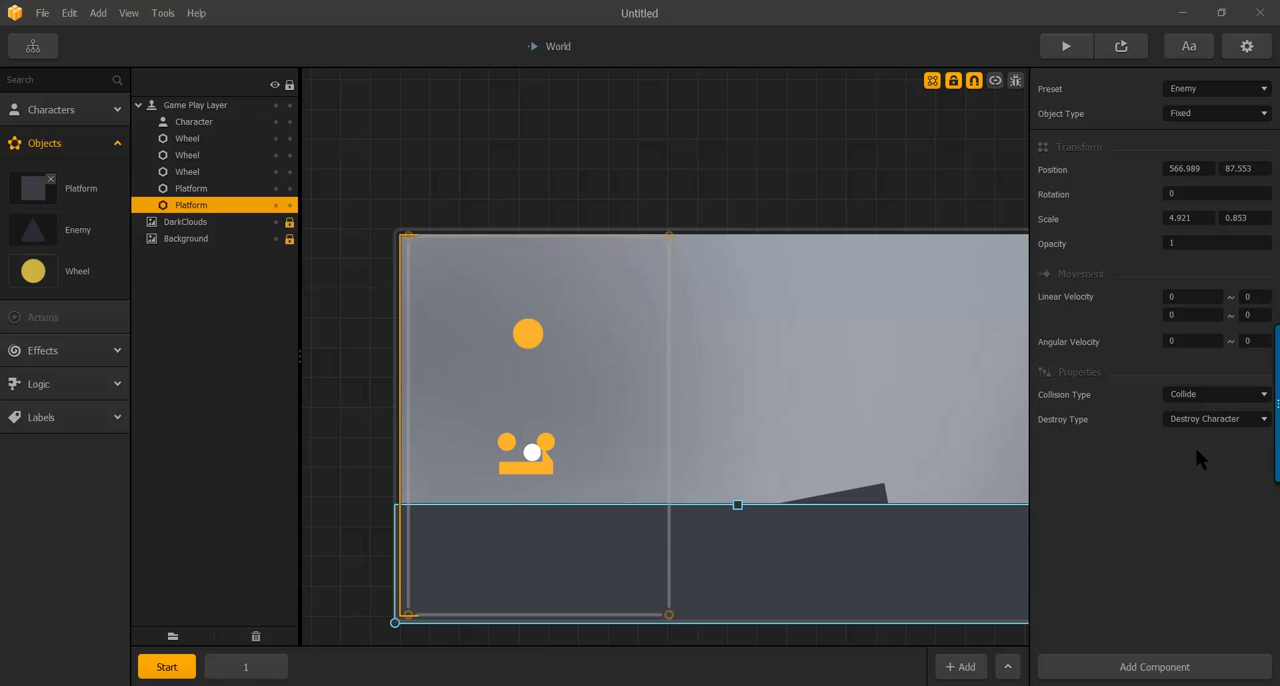 File Edit Add View Tools Help
Untitled
World
Aa
Search
Characters
Objects
Platform
Enemy
Wheel
Actions
Effects
Logic
Labels
Game Play Layer
Character
Wheel
Wheel
Wheel
Platform
Platform
DarkClouds
Background
Preset Enemy
Object Type Fixed
Transform
Position 566.989 87.553
Rotation 0
Scale 4.921 0.853
Opacity 1
Movement
Linear Velocity 0 ~ 0
0 ~ 0
Angular Velocity 0 ~ 0
Properties
Collision Type Collide
Destroy Type Destroy Character
Start 1
+ Add
Add Component